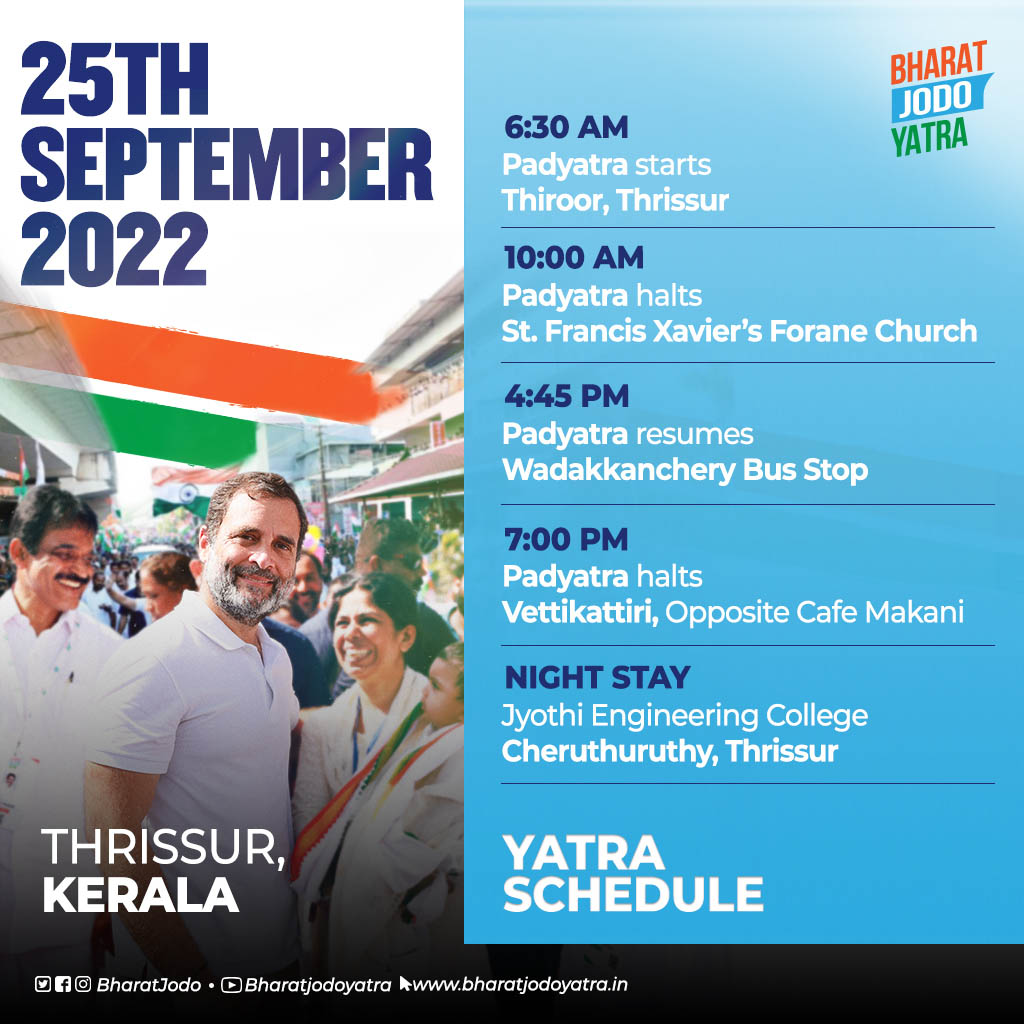 25TH
SEPTEMBER
2022
BHARAT
JODO
YATRA
6:30 AM
Padyatra starts
Thiroor, Thrissur
10:00 AM
Padyatra halts
St. Francis Xavier’s Forane Church
4:45 PM
Padyatra resumes
Wadakkanchery Bus Stop
7:00 PM
Padyatra halts
Vettikattiri, Opposite Cafe Makani
NIGHT STAY
Jyothi Engineering College
Cheruthuruthy, Thrissur
THRISSUR,
KERALA
YATRA
SCHEDULE
BharatJodo • Bharatjodoyatra www.bharatjodoyatra.in